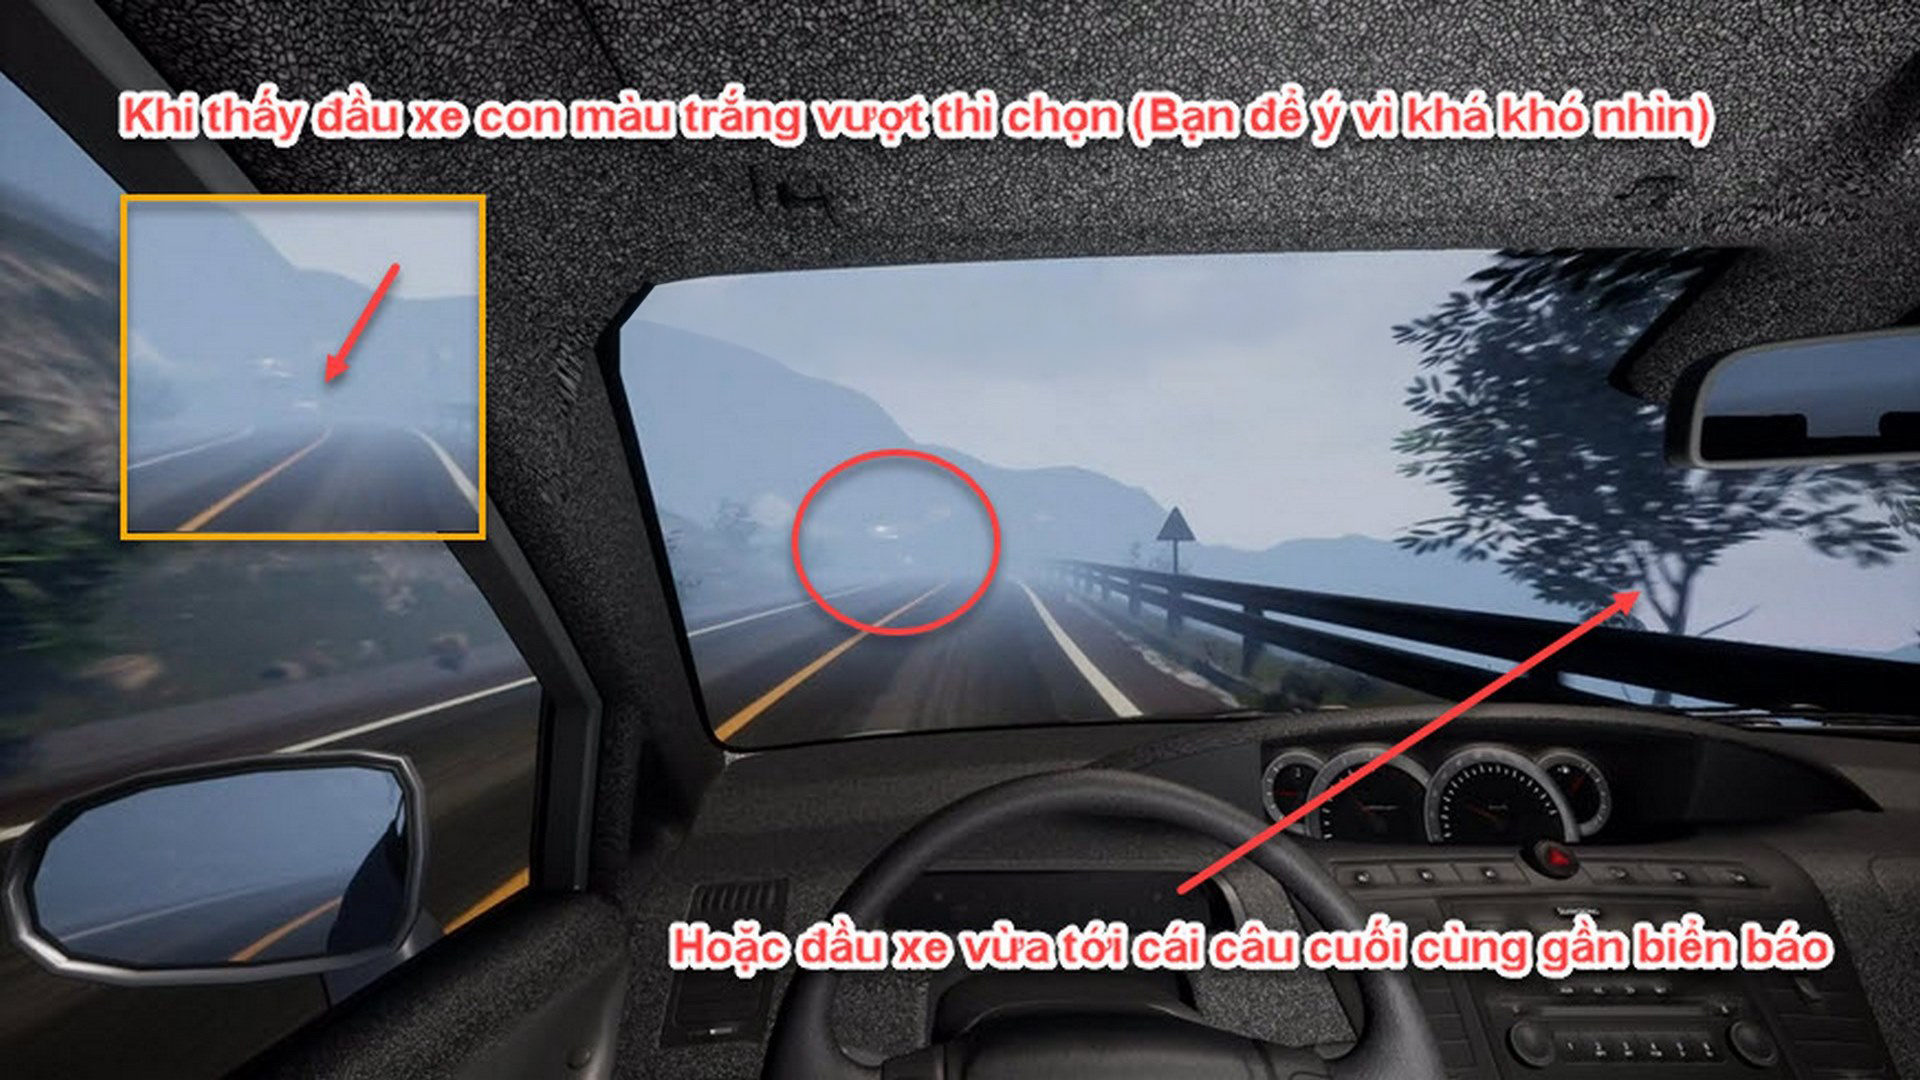 Khi thấy đầu xe con màu trắng vượt thì chọn (Bạn để ý vì khá khó nhìn)
Hoặc đầu xe vừa tới cái câu cuối cùng gần biển báo